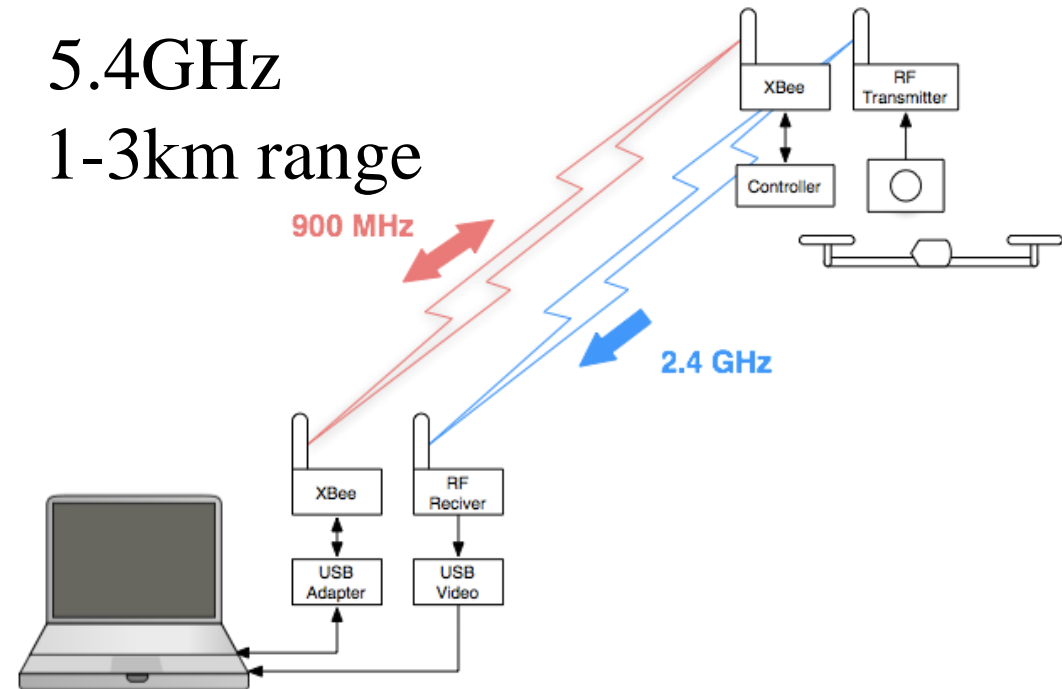 5.4GHz
1-3km range
XBee
RF
Transmitter
Controller
900 MHz
2.4 GHz
XBee
RF
Reciver
USB
Adapter
USB
Video